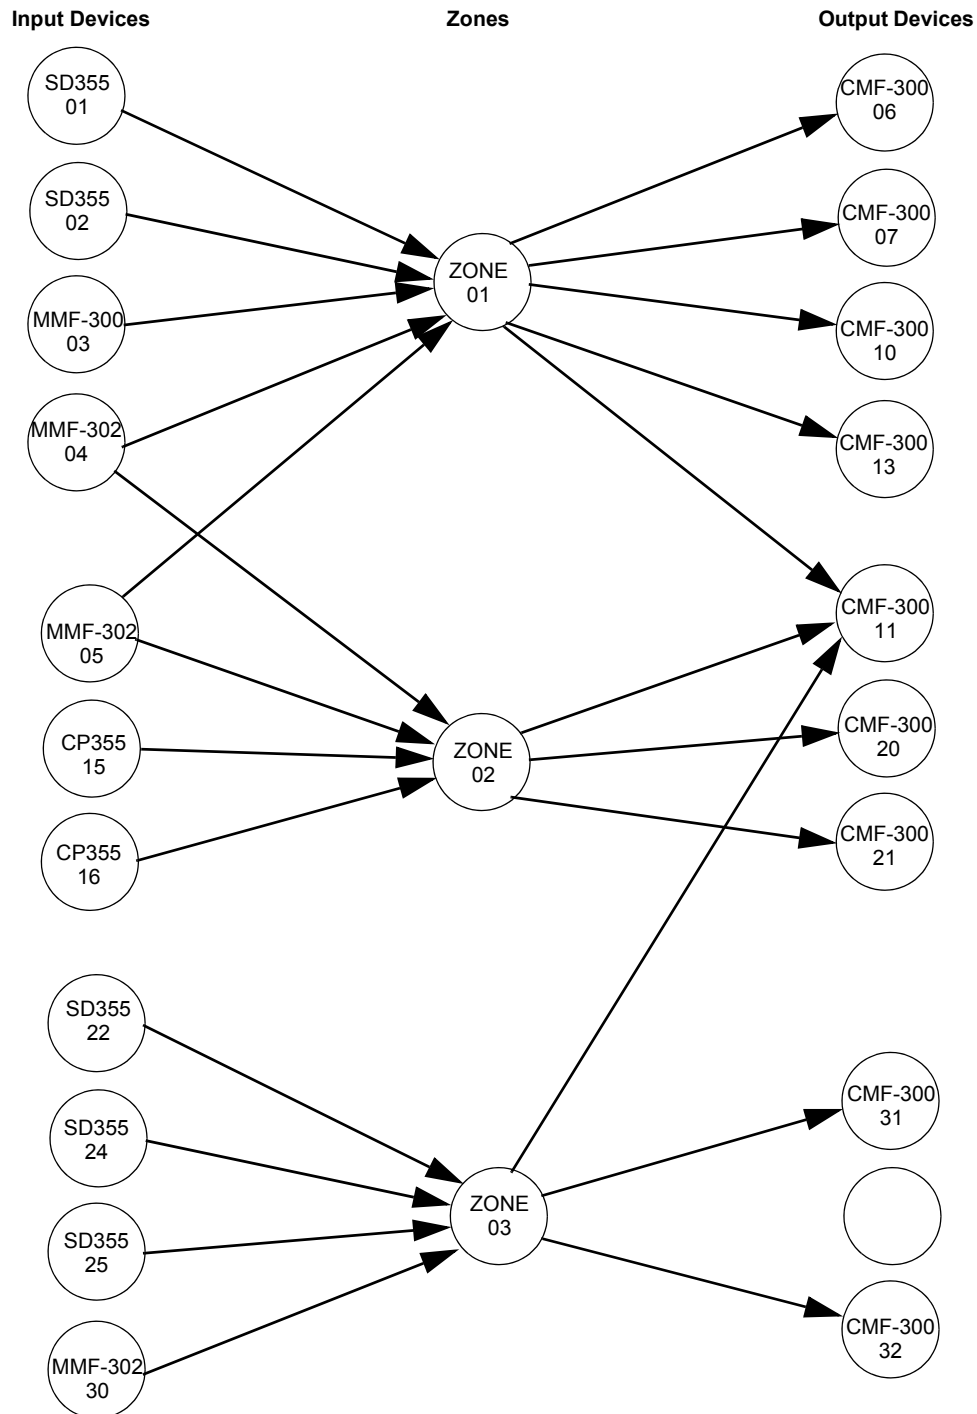 Input Devices
Zones
Output Devices
SD355
01
SD355
02
MMF-300
03
MMF-302
04
MMF-302
05
CP355
15
CP355
16
SD355
22
SD355
24
SD355
25
MMF-302
30
ZONE
01
ZONE
02
ZONE
03
CMF-300
06
CMF-300
07
CMF-300
10
CMF-300
13
CMF-300
11
CMF-300
20
CMF-300
21
CMF-300
31
CMF-300
32